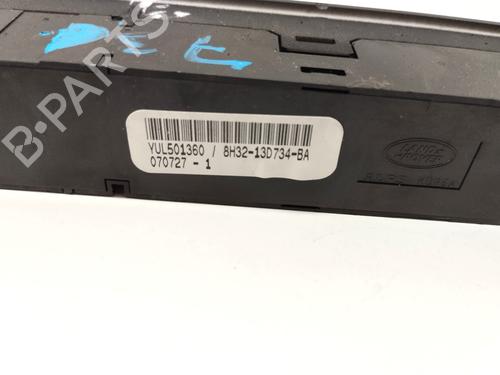 B-PARTS
YUL501360 / 8H32-13D734-BA
070727 - 1
LAND-
ROVER